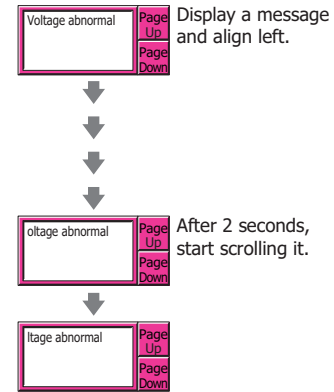 Voltage abnormal
Page
Up
Page
Down
Display a message
and align left.
oltage abnormal
Page
Up
Page
Down
After 2 seconds,
start scrolling it.
ltage abnormal
Page
Up
Page
Down